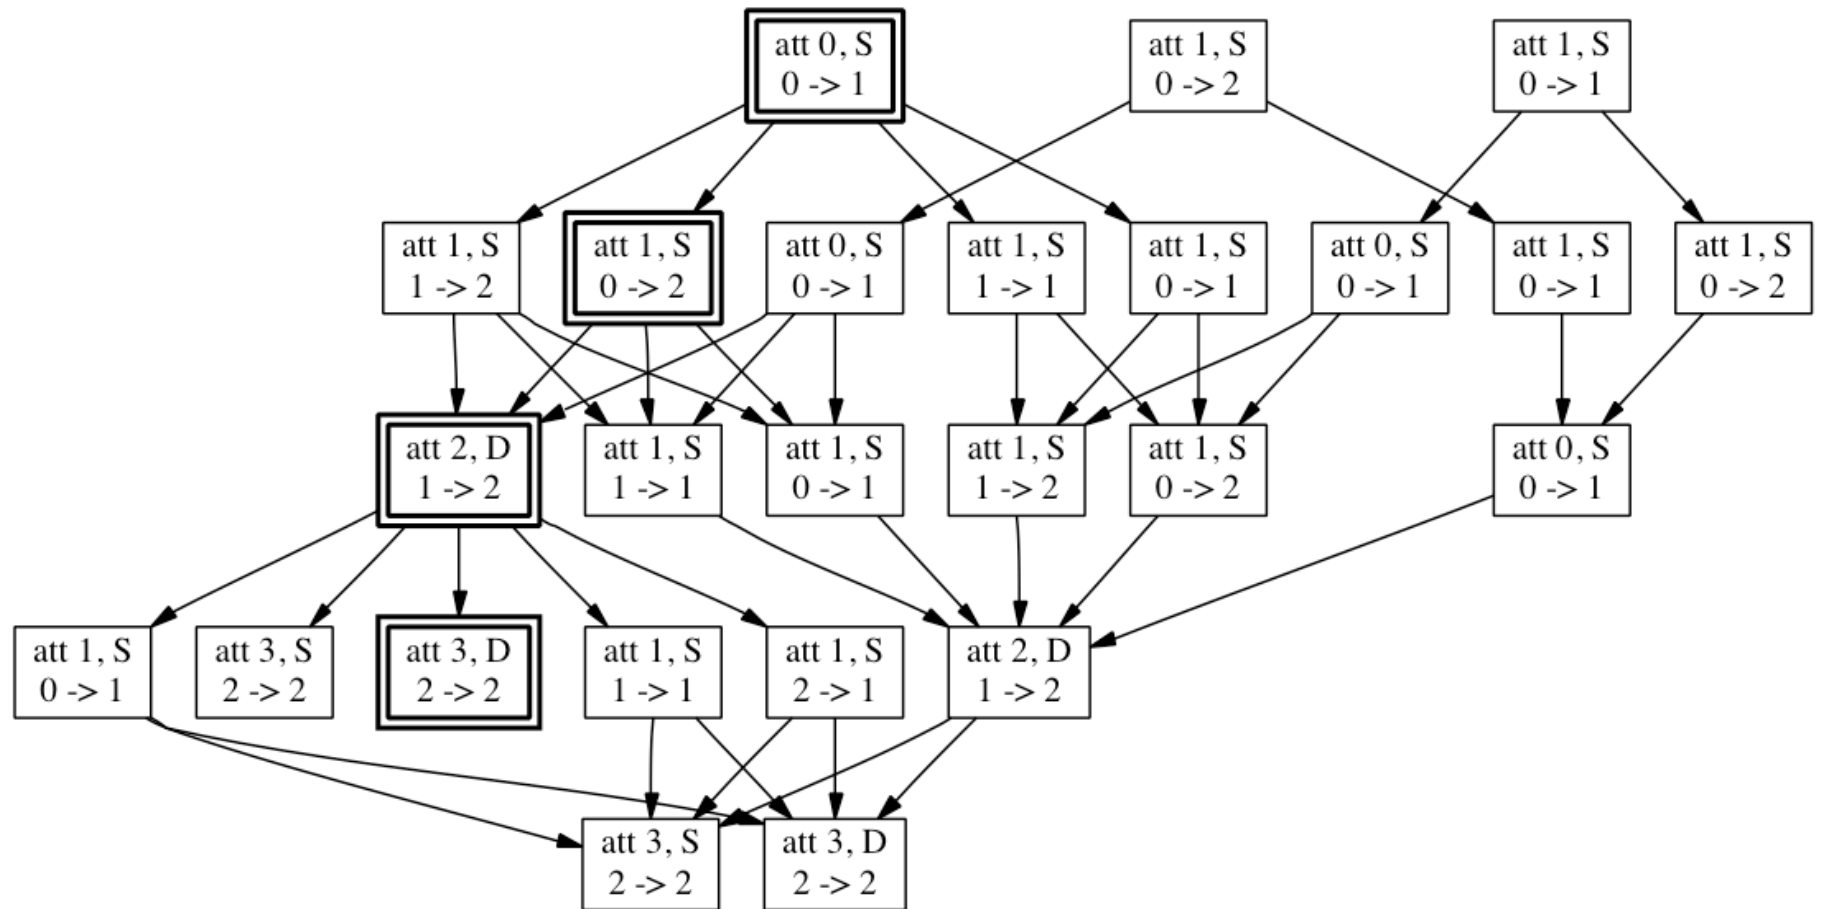 att 0, S
0 -> 1
att 1, S
0 -> 2
att 1, S
0 -> 1
att 1, S
1 -> 2
att 1, S
0 -> 2
att 0, S
0 -> 1
att 1, S
1 -> 1
att 1, S
0 -> 1
att 0, S
0 -> 1
att 1, S
0 -> 1
att 1, S
0 -> 2
att 2, D
1 -> 2
att 1, S
1 -> 1
att 1, S
0 -> 1
att 1, S
1 -> 2
att 1, S
0 -> 2
att 0, S
0 -> 1
att 1, S
0 -> 1
att 3, S
2 -> 2
att 3, D
2 -> 2
att 1, S
1 -> 1
att 1, S
2 -> 1
att 2, D
1 -> 2
att 3, S
2 -> 2
att 3, D
2 -> 2